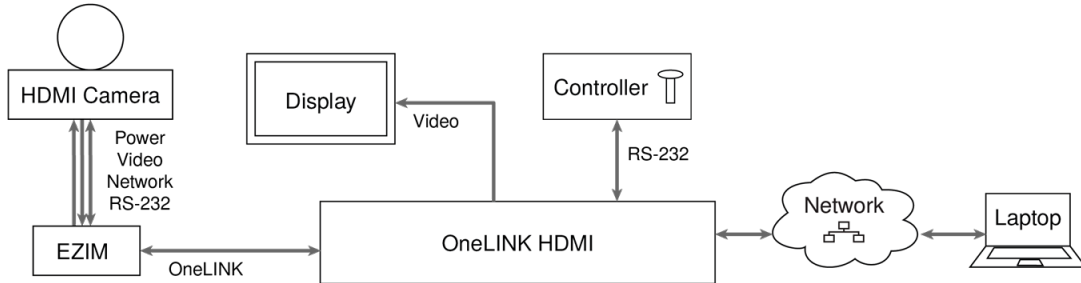 HDMI Camera
Power
Video
Network
RS-232
EZIM
OneLINK
Display
Video
Controller
RS-232
OneLINK HDMI
Network
Laptop